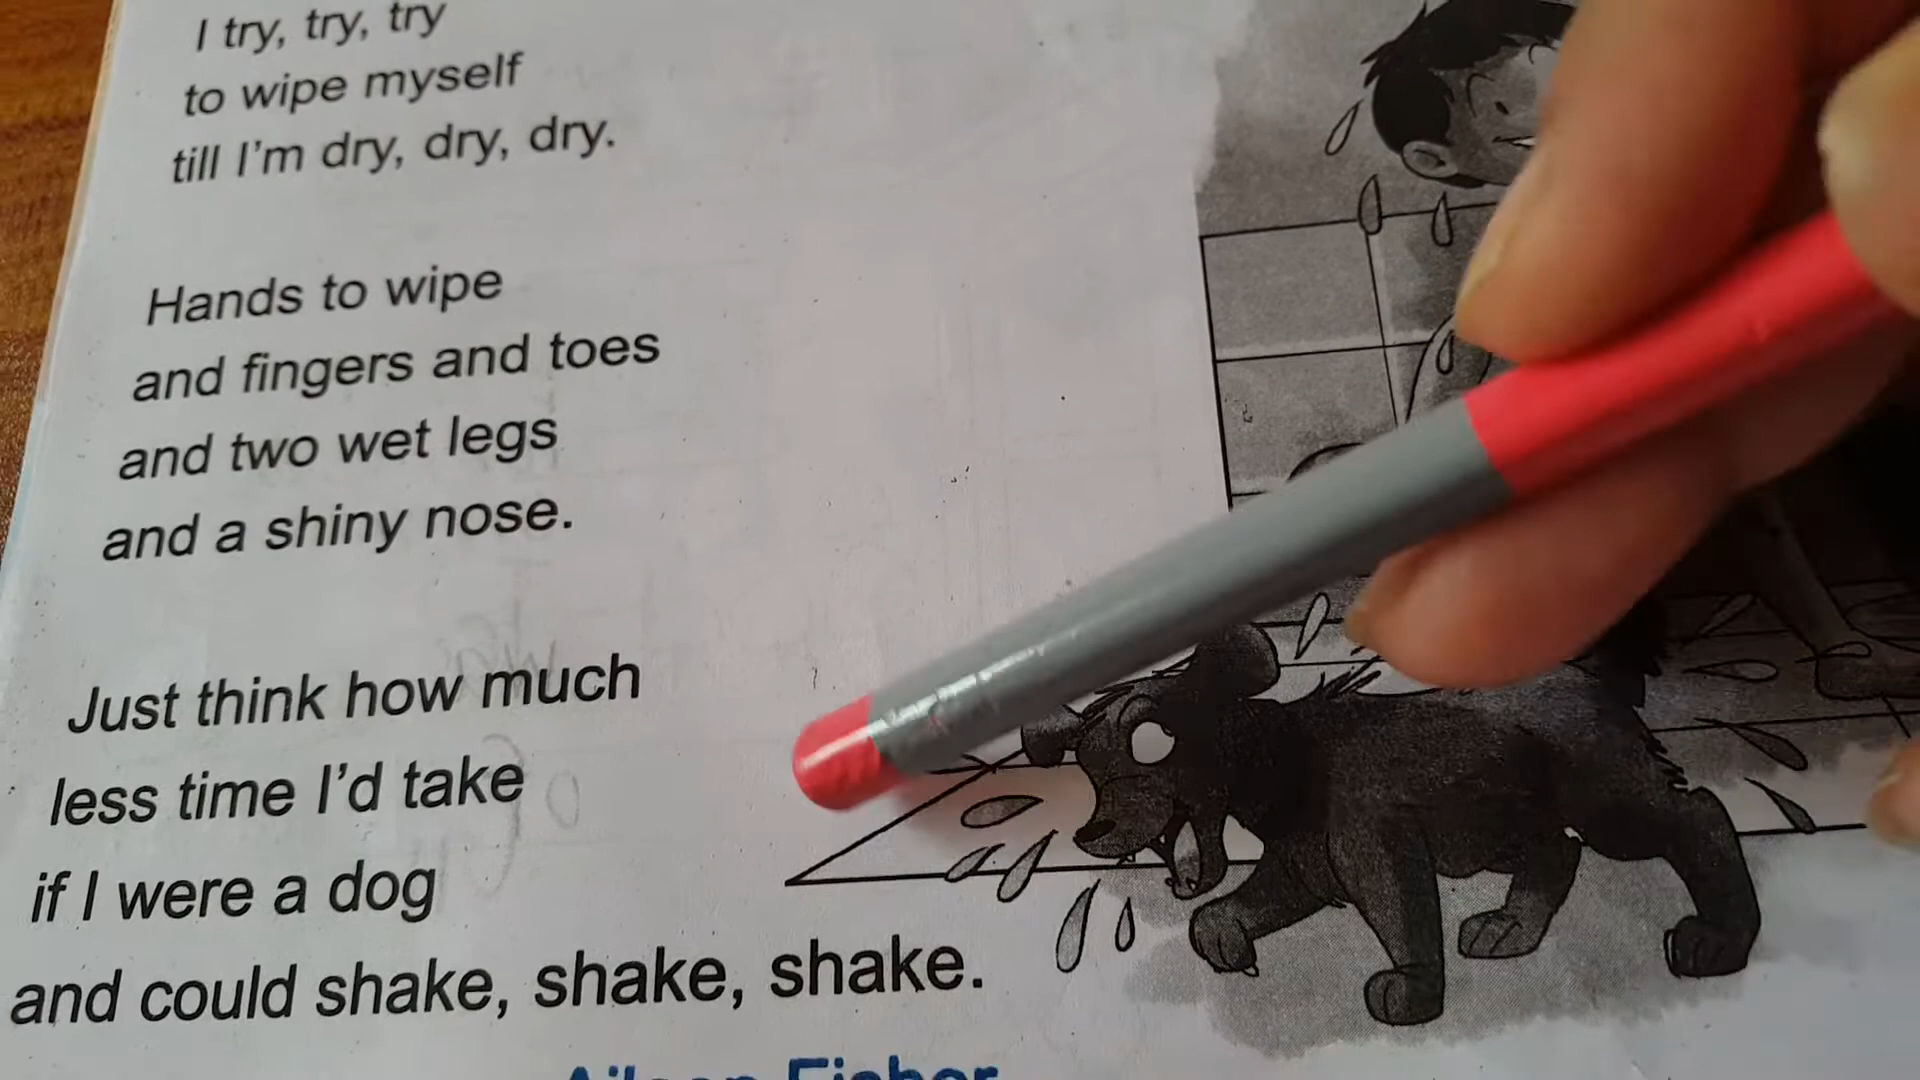 I try, try, try
to wipe myself
till I'm dry, dry, dry.
Hands to wipe
and fingers and toes
and two wet legs
and a shiny nose.
Just think how much
less time I'd take
if I were a dog
and could shake, shake, shake.
Aileen Fisher